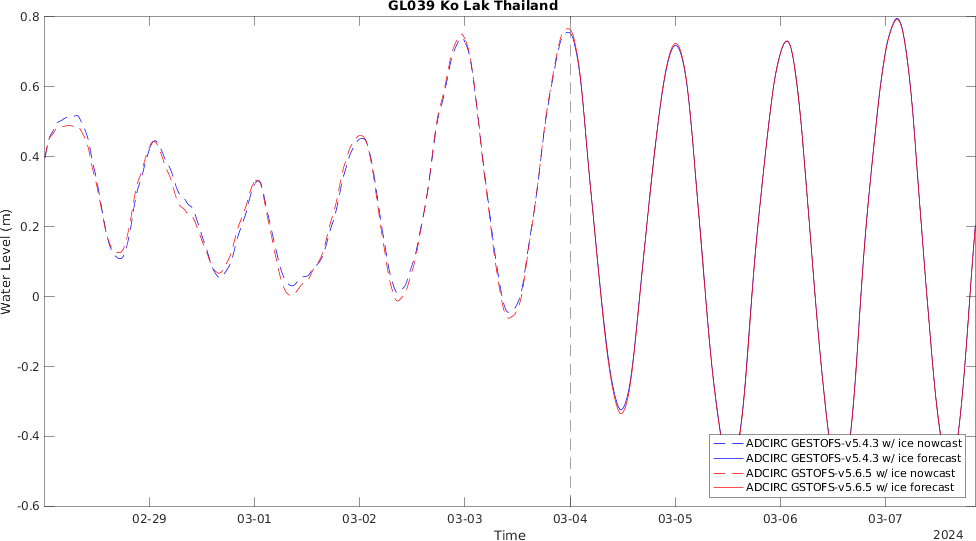 GL039 Ko Lak Thailand
0.8
0.6
0.4
0.2
0
-0.2
-0.4
-0.6
Water Level (m)
ADCIRC GESTOFS-v5.4.3 w/ ice nowcast
ADCIRC GESTOFS-v5.4.3 w/ ice forecast
ADCIRC GSTOFS-v5.6.5 w/ ice nowcast
ADCIRC GSTOFS-v5.6.5 w/ ice forecast
02-29 03-01 03-02 03-03 03-04 03-05 03-06 03-07
Time
2024